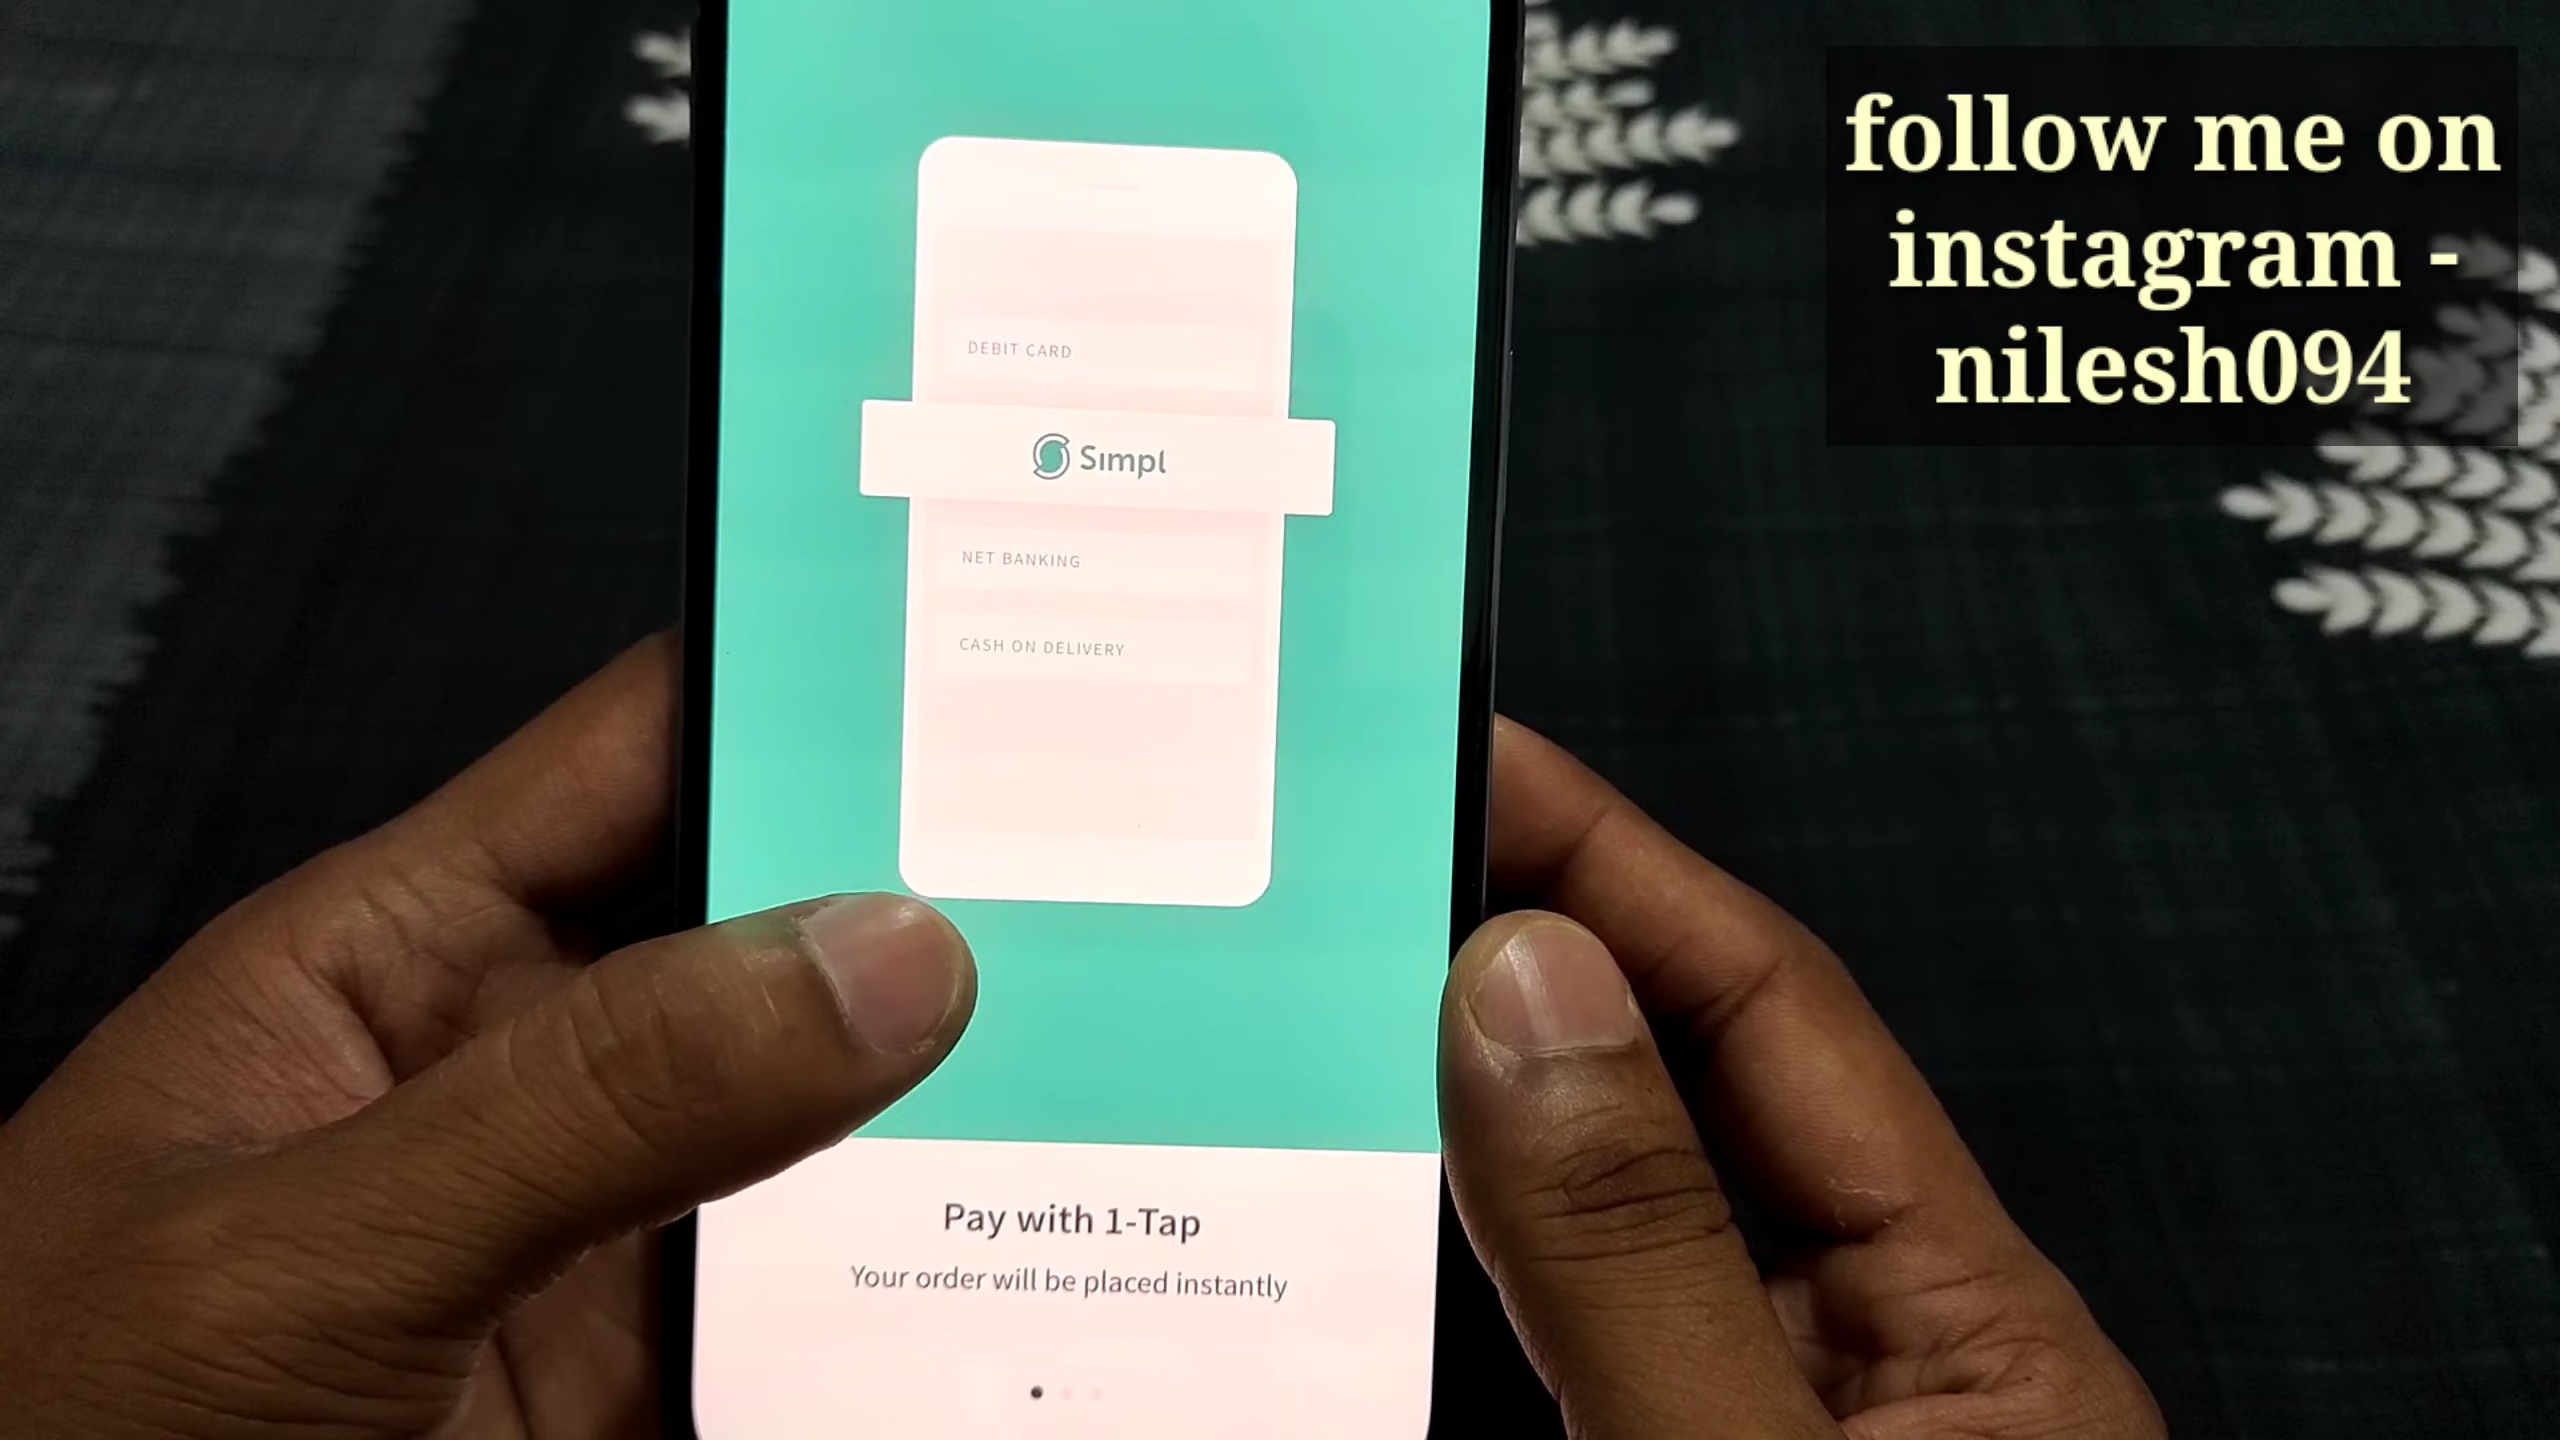 follow me on
instagram -
nilesh094
DEBIT CARD
Simpl
NET BANKING
CASH ON DELIVERY
Pay with 1-Tap
Your order will be placed instantly